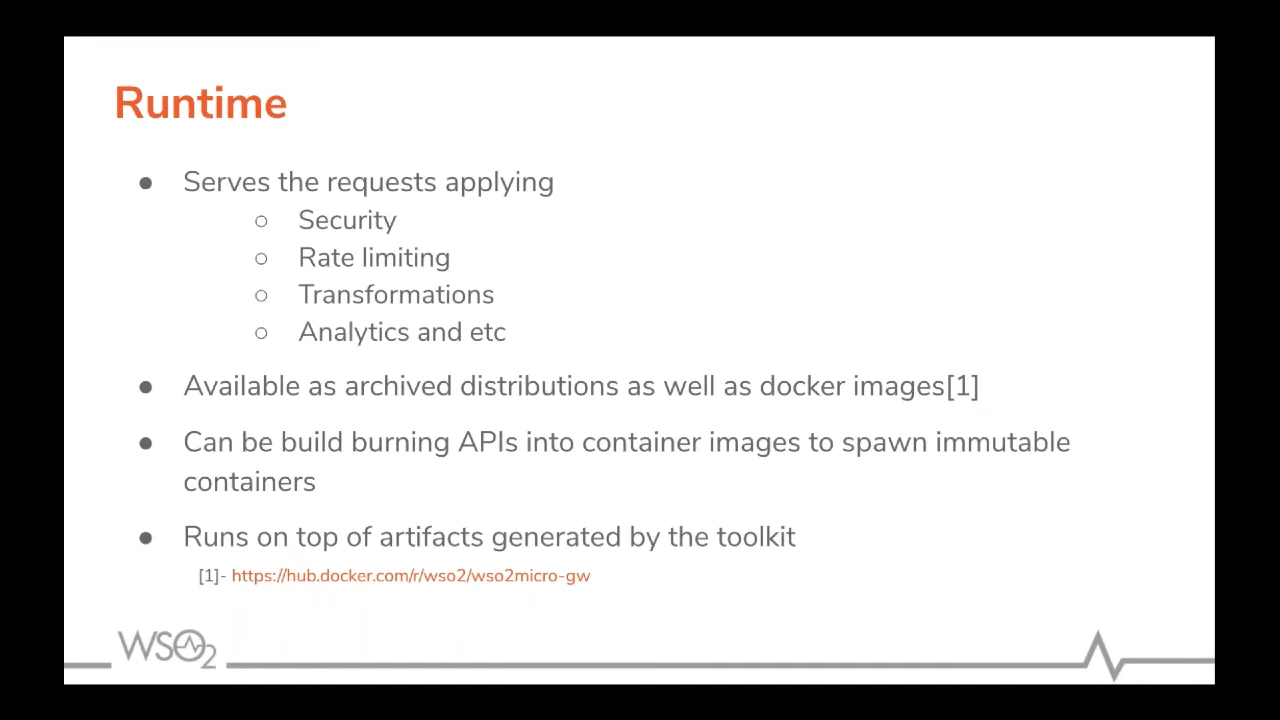 Runtime
● Serves the requests applying
○ Security
○ Rate limiting
○ Transformations
○ Analytics and etc
● Available as archived distributions as well as docker images[1]
● Can be build burning APIs into container images to spawn immutable
containers
● Runs on top of artifacts generated by the toolkit
[1]- https://hub.docker.com/r/wso2/wso2micro-gw
WSO2